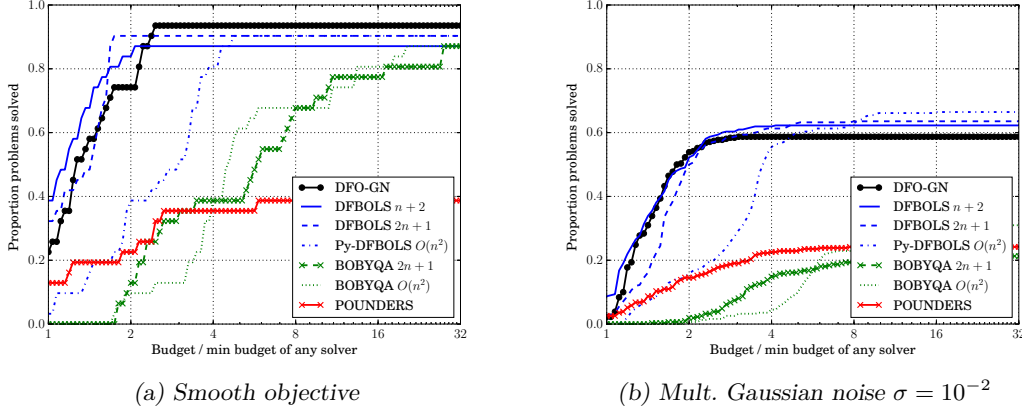 1.0
0.8
0.6
0.4
0.2
0.0
Proportion problems solved
DFO-GN
DFBOLS n + 2
DFBOLS 2n + 1
Py-DFBOLS O(n²)
BOBYQA 2n + 1
BOBYQA O(n²)
POUNDERS
1 2 4 8 16 32
Budget / min budget of any solver
(a) Smooth objective
1.0
0.8
0.6
0.4
0.2
0.0
Proportion problems solved
DFO-GN
DFBOLS n + 2
DFBOLS 2n + 1
Py-DFBOLS O(n²)
BOBYQA 2n + 1
BOBYQA O(n²)
POUNDERS
1 2 4 8 16 32
Budget / min budget of any solver
(b) Mult. Gaussian noise σ = 10⁻²